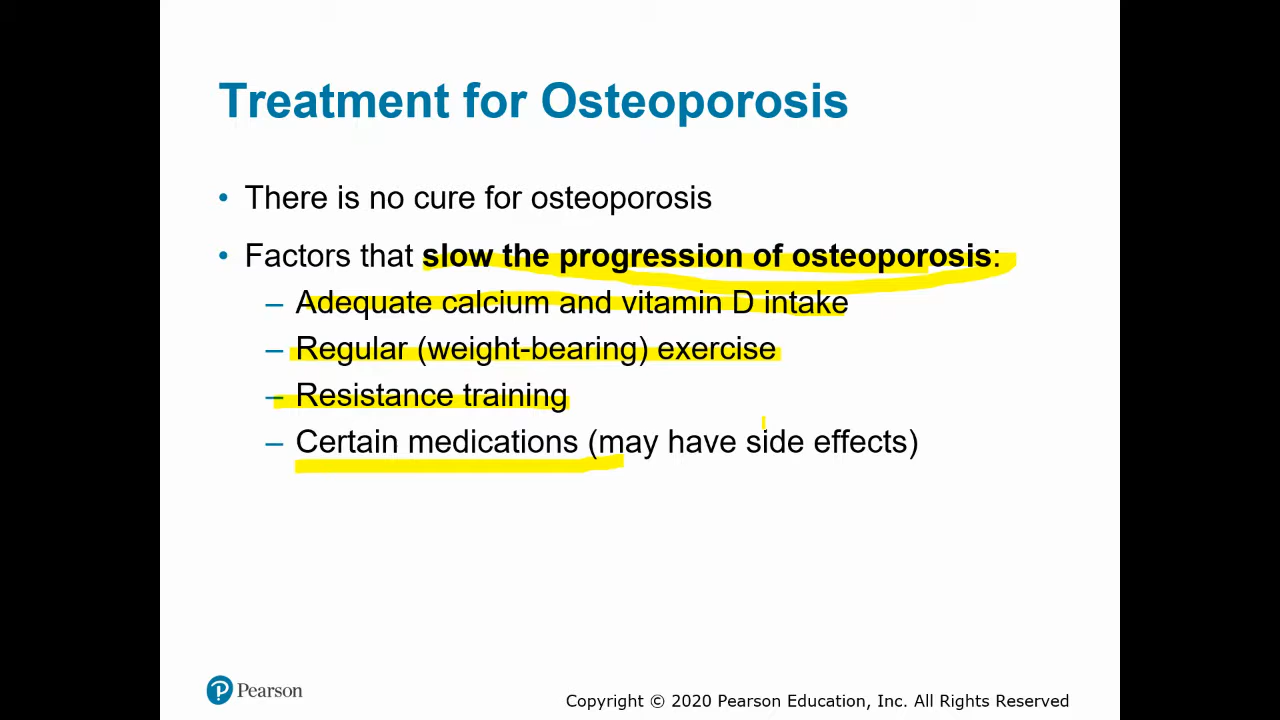 Treatment for Osteoporosis
• There is no cure for osteoporosis
• Factors that slow the progression of osteoporosis:
– Adequate calcium and vitamin D intake
– Regular (weight-bearing) exercise
– Resistance training
– Certain medications (may have side effects)
Pearson
Copyright © 2020 Pearson Education, Inc. All Rights Reserved